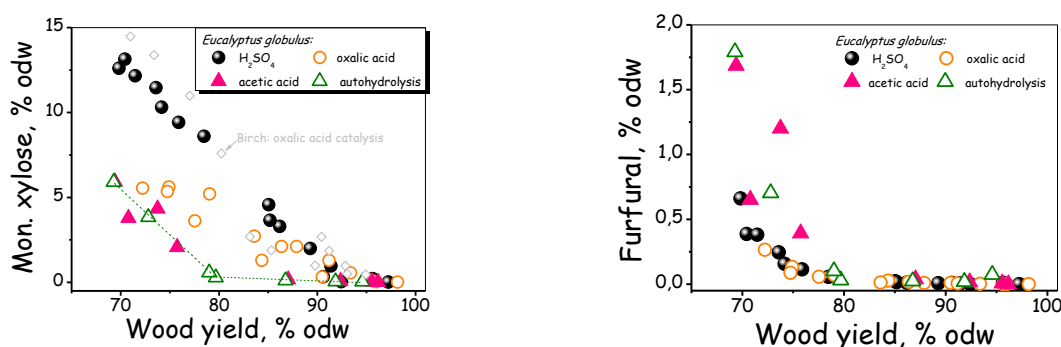 15
10
5
0
Mon. xylose, % odw
Eucalyptus globulus:
H2SO4
oxalic acid
acetic acid
autohydrolysis
Birch: oxalic acid catalysis
70 80 90 100
Wood yield, % odw
2,0
1,5
1,0
0,5
0,0
Furfural, % odw
Eucalyptus globulus:
H2SO4
oxalic acid
acetic acid
autohydrolysis
70 80 90 100
Wood yield, % odw